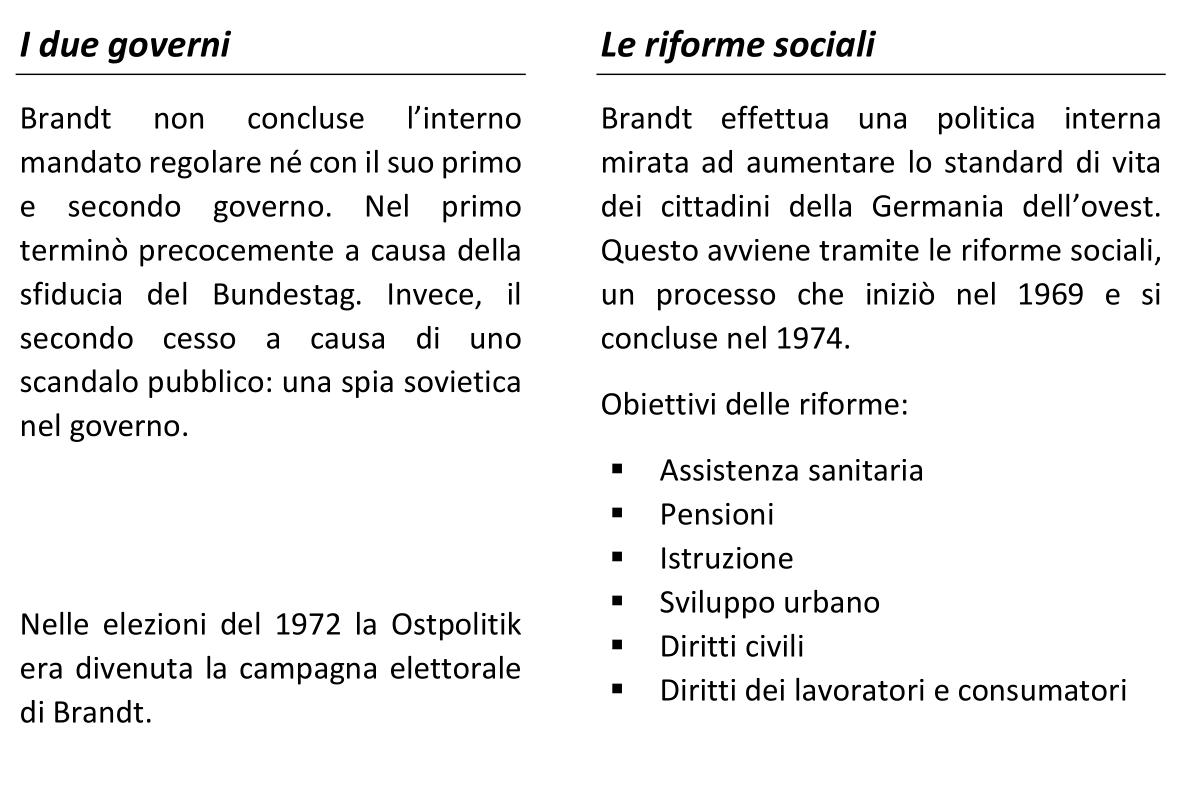 I due governi
Brandt non concluse l’interno
mandato regolare né con il suo primo
e secondo governo. Nel primo
terminò precocemente a causa della
sfiducia del Bundestag. Invece, il
secondo cesso a causa di uno
scandalo pubblico: una spia sovietica
nel governo.
Nelle elezioni del 1972 la Ostpolitik
era divenuta la campagna elettorale
di Brandt.
Le riforme sociali
Brandt effettua una politica interna
mirata ad aumentare lo standard di vita
dei cittadini della Germania dell’ovest.
Questo avviene tramite le riforme sociali,
un processo che iniziò nel 1969 e si
concluse nel 1974.
Obiettivi delle riforme:
▪ Assistenza sanitaria
▪ Pensioni
▪ Istruzione
▪ Sviluppo urbano
▪ Diritti civili
▪ Diritti dei lavoratori e consumatori